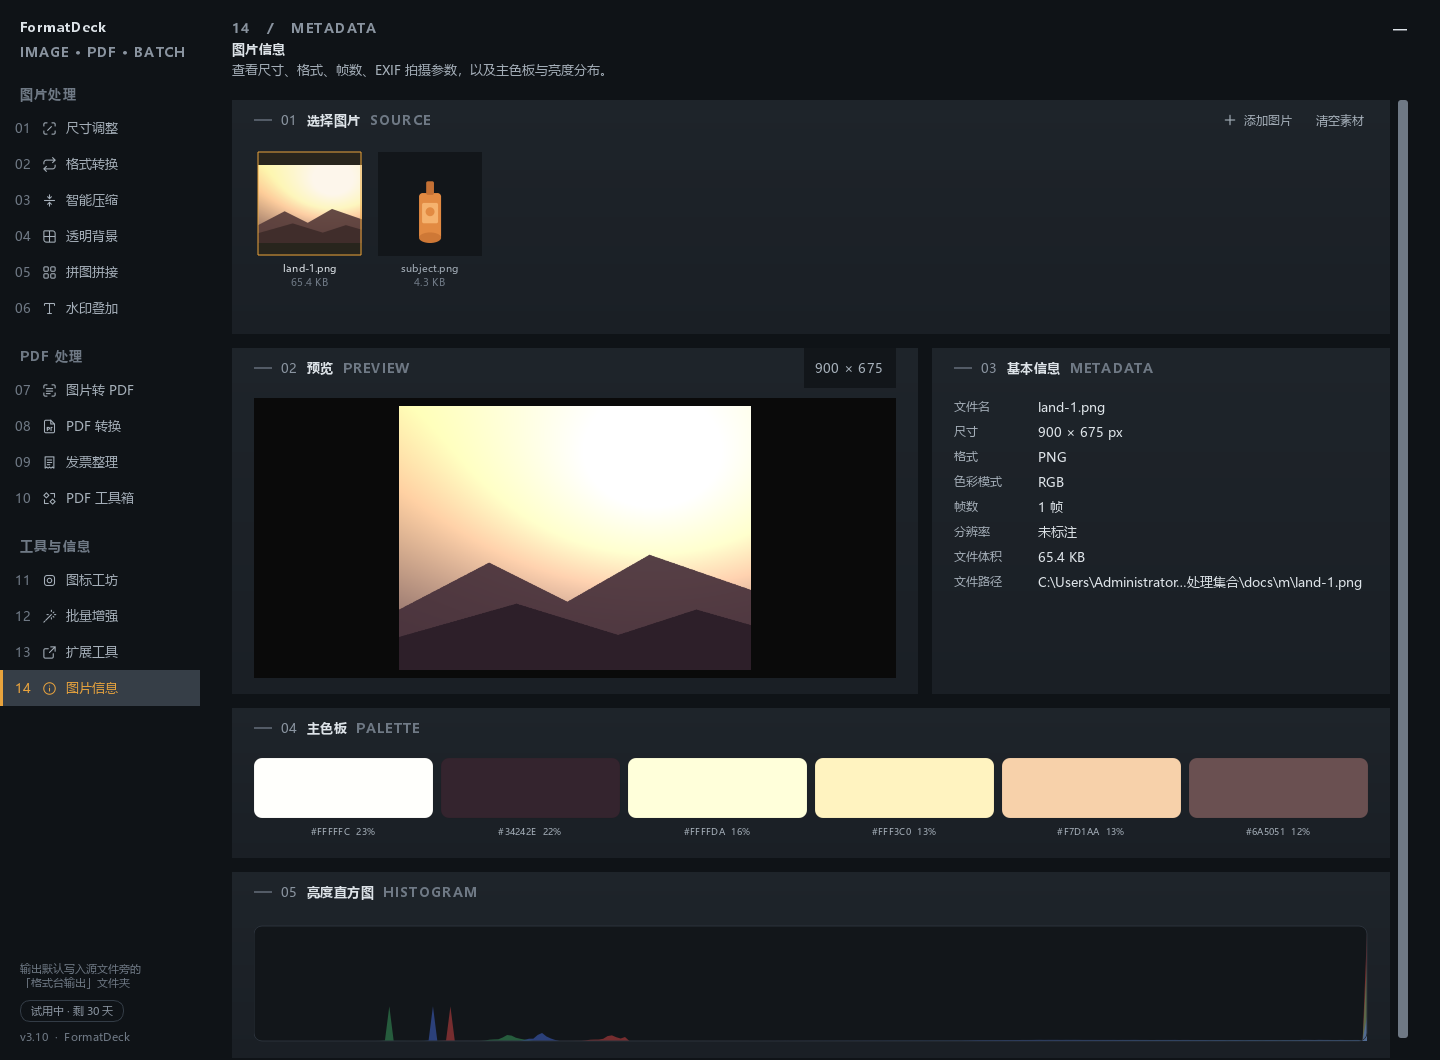 FormatDeck
IMAGE • PDF • BATCH
图片处理
01 尺寸调整
02 格式转换
03 智能压缩
04 透明背景
05 拼图拼接
06 水印叠加
PDF 处理
07 图片转 PDF
08 PDF 转换
09 发票整理
10 PDF 工具箱
工具与信息
11 图标工坊
12 批量增强
13 扩展工具
14 图片信息
输出默认写入源文件旁的
「格式台输出」文件夹
试用中 · 剩 30 天
v3.10 · FormatDeck
14 / METADATA
图片信息
查看尺寸、格式、帧数、EXIF 拍摄参数，以及主色板与亮度分布。
01 选择图片 SOURCE
添加图片 清空素材
land-1.png
65.4 KB
subject.png
4.3 KB
02 预览 PREVIEW
900 × 675
03 基本信息 METADATA
文件名 land-1.png
尺寸 900 × 675 px
格式 PNG
色彩模式 RGB
帧数 1 帧
分辨率 未标注
文件体积 65.4 KB
文件路径 C:\Users\Administrator...处理集合\docs\m\land-1.png
04 主色板 PALETTE
#FFFFFC 23%
#34242E 22%
#FFFFDA 16%
#FFF3C0 13%
#F7D1AA 13%
#6A5051 12%
05 亮度直方图 HISTOGRAM